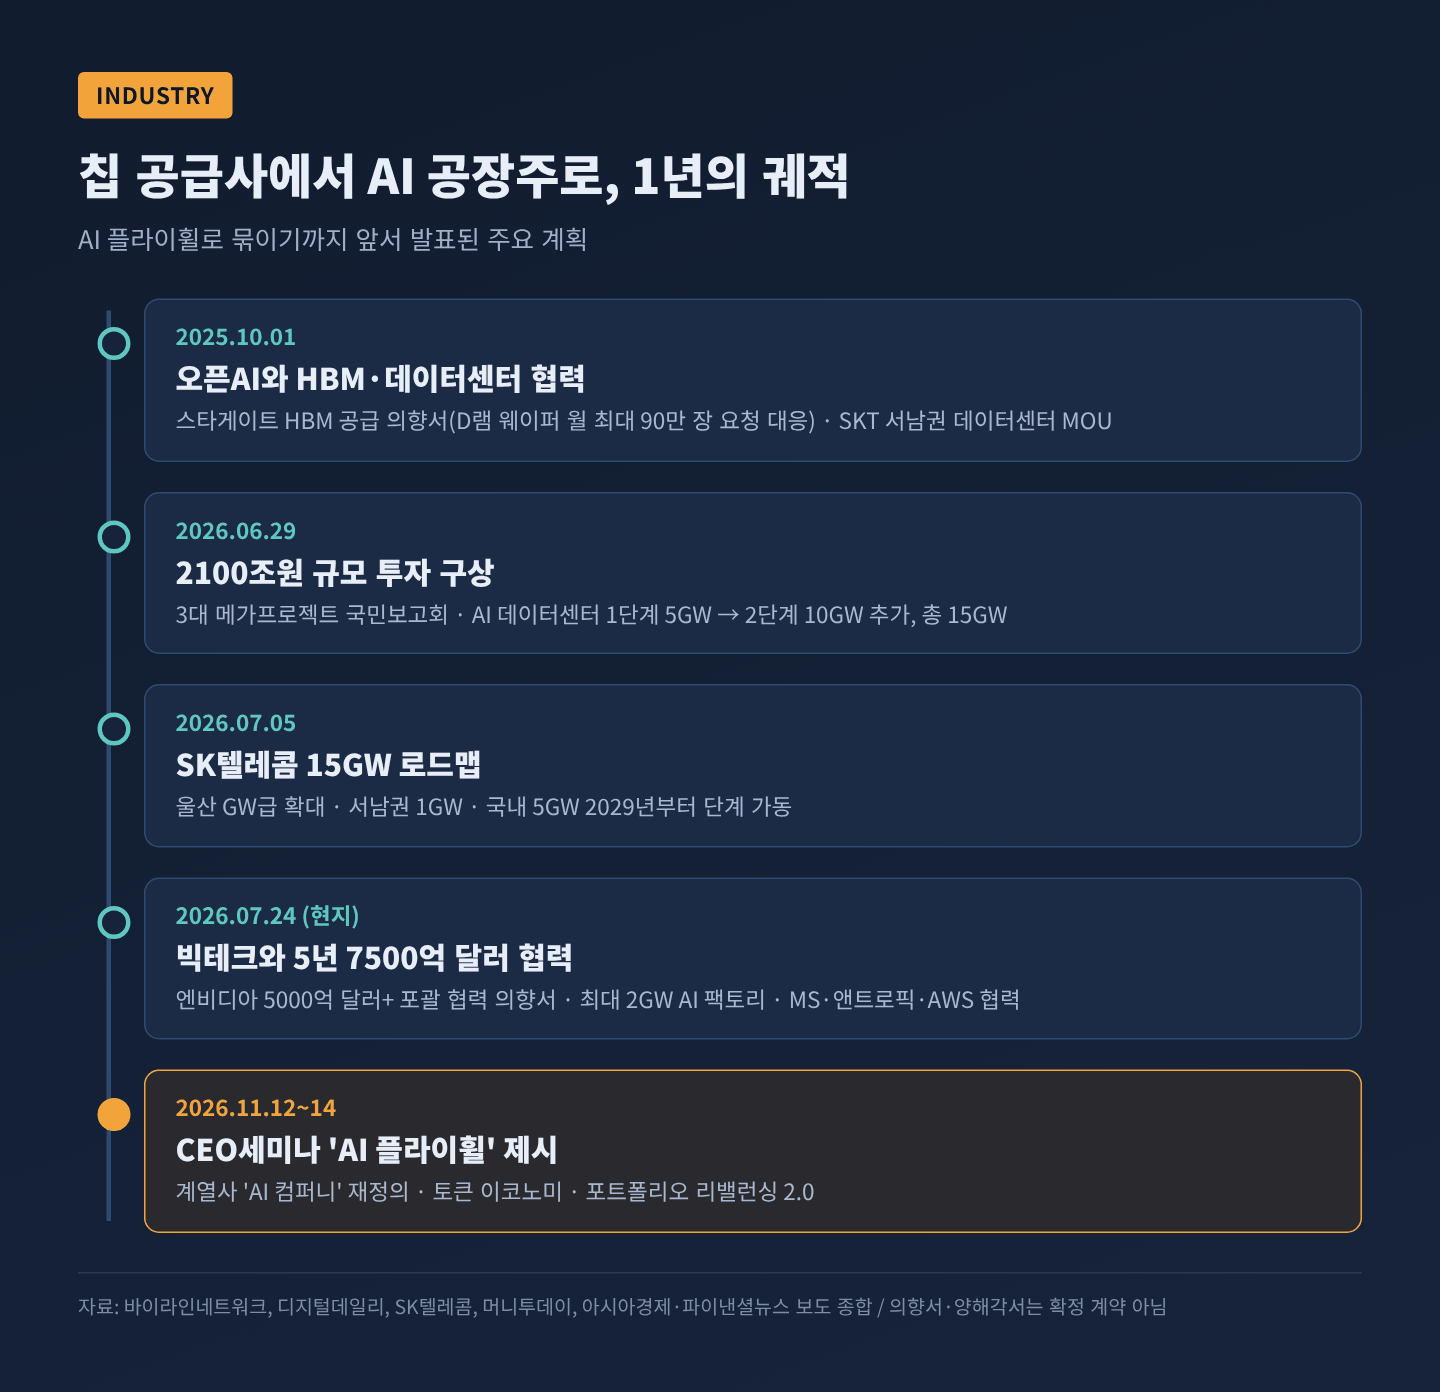 INDUSTRY
칩 공급사에서 AI 공장주로, 1년의 궤적
AI 플라이휠로 묶이기까지 앞서 발표된 주요 계획
2025.10.01
오픈AI와 HBM·데이터센터 협력
스타게이트 HBM 공급 의향서(D램 웨이퍼 월 최대 90만 장 요청 대응) · SKT 서남권 데이터센터 MOU
2026.06.29
2100조원 규모 투자 구상
3대 메가프로젝트 국민보고회 · AI 데이터센터 1단계 5GW → 2단계 10GW 추가, 총 15GW
2026.07.05
SK텔레콤 15GW 로드맵
울산 GW급 확대 · 서남권 1GW · 국내 5GW 2029년부터 단계 가동
2026.07.24 (현지)
빅테크와 5년 7500억 달러 협력
엔비디아 5000억 달러+ 포괄 협력 의향서 · 최대 2GW AI 팩토리 · MS·앤트로픽·AWS 협력
2026.11.12~14
CEO세미나 'AI 플라이휠' 제시
계열사 'AI 컴퍼니' 재정의 · 토큰 이코노미 · 포트폴리오 리밸런싱 2.0
자료: 바이라인네트워크, 디지털데일리, SK텔레콤, 머니투데이, 아시아경제·파이낸셜뉴스 보도 종합 / 의향서·양해각서는 확정 계약 아님